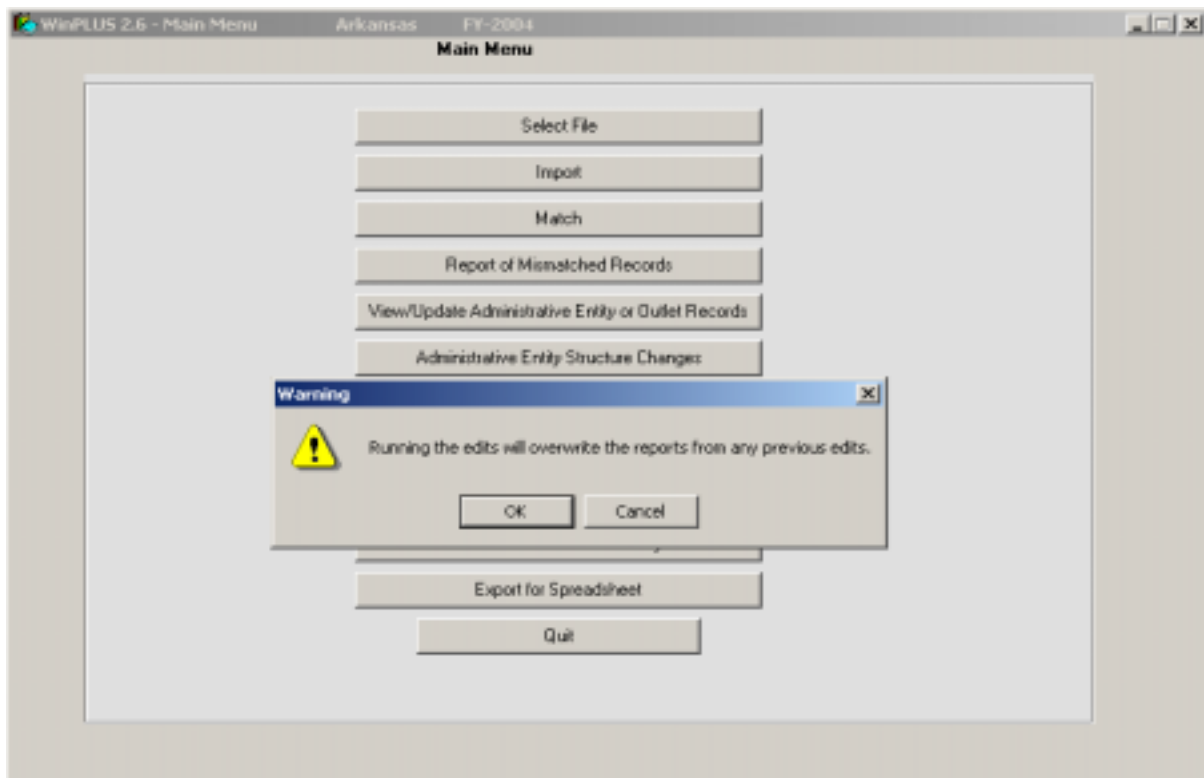 WinPLUS 2.6 - Main Menu Arkansas FY-2004
Main Menu
Select File
Import
Match
Report of Mismatched Records
View/Update Administrative Entity or Outlet Records
Administrative Entity Structure Changes
Warning
Running the edits will overwrite the reports from any previous edits.
OK
Cancel
Export for Spreadsheet
Quit